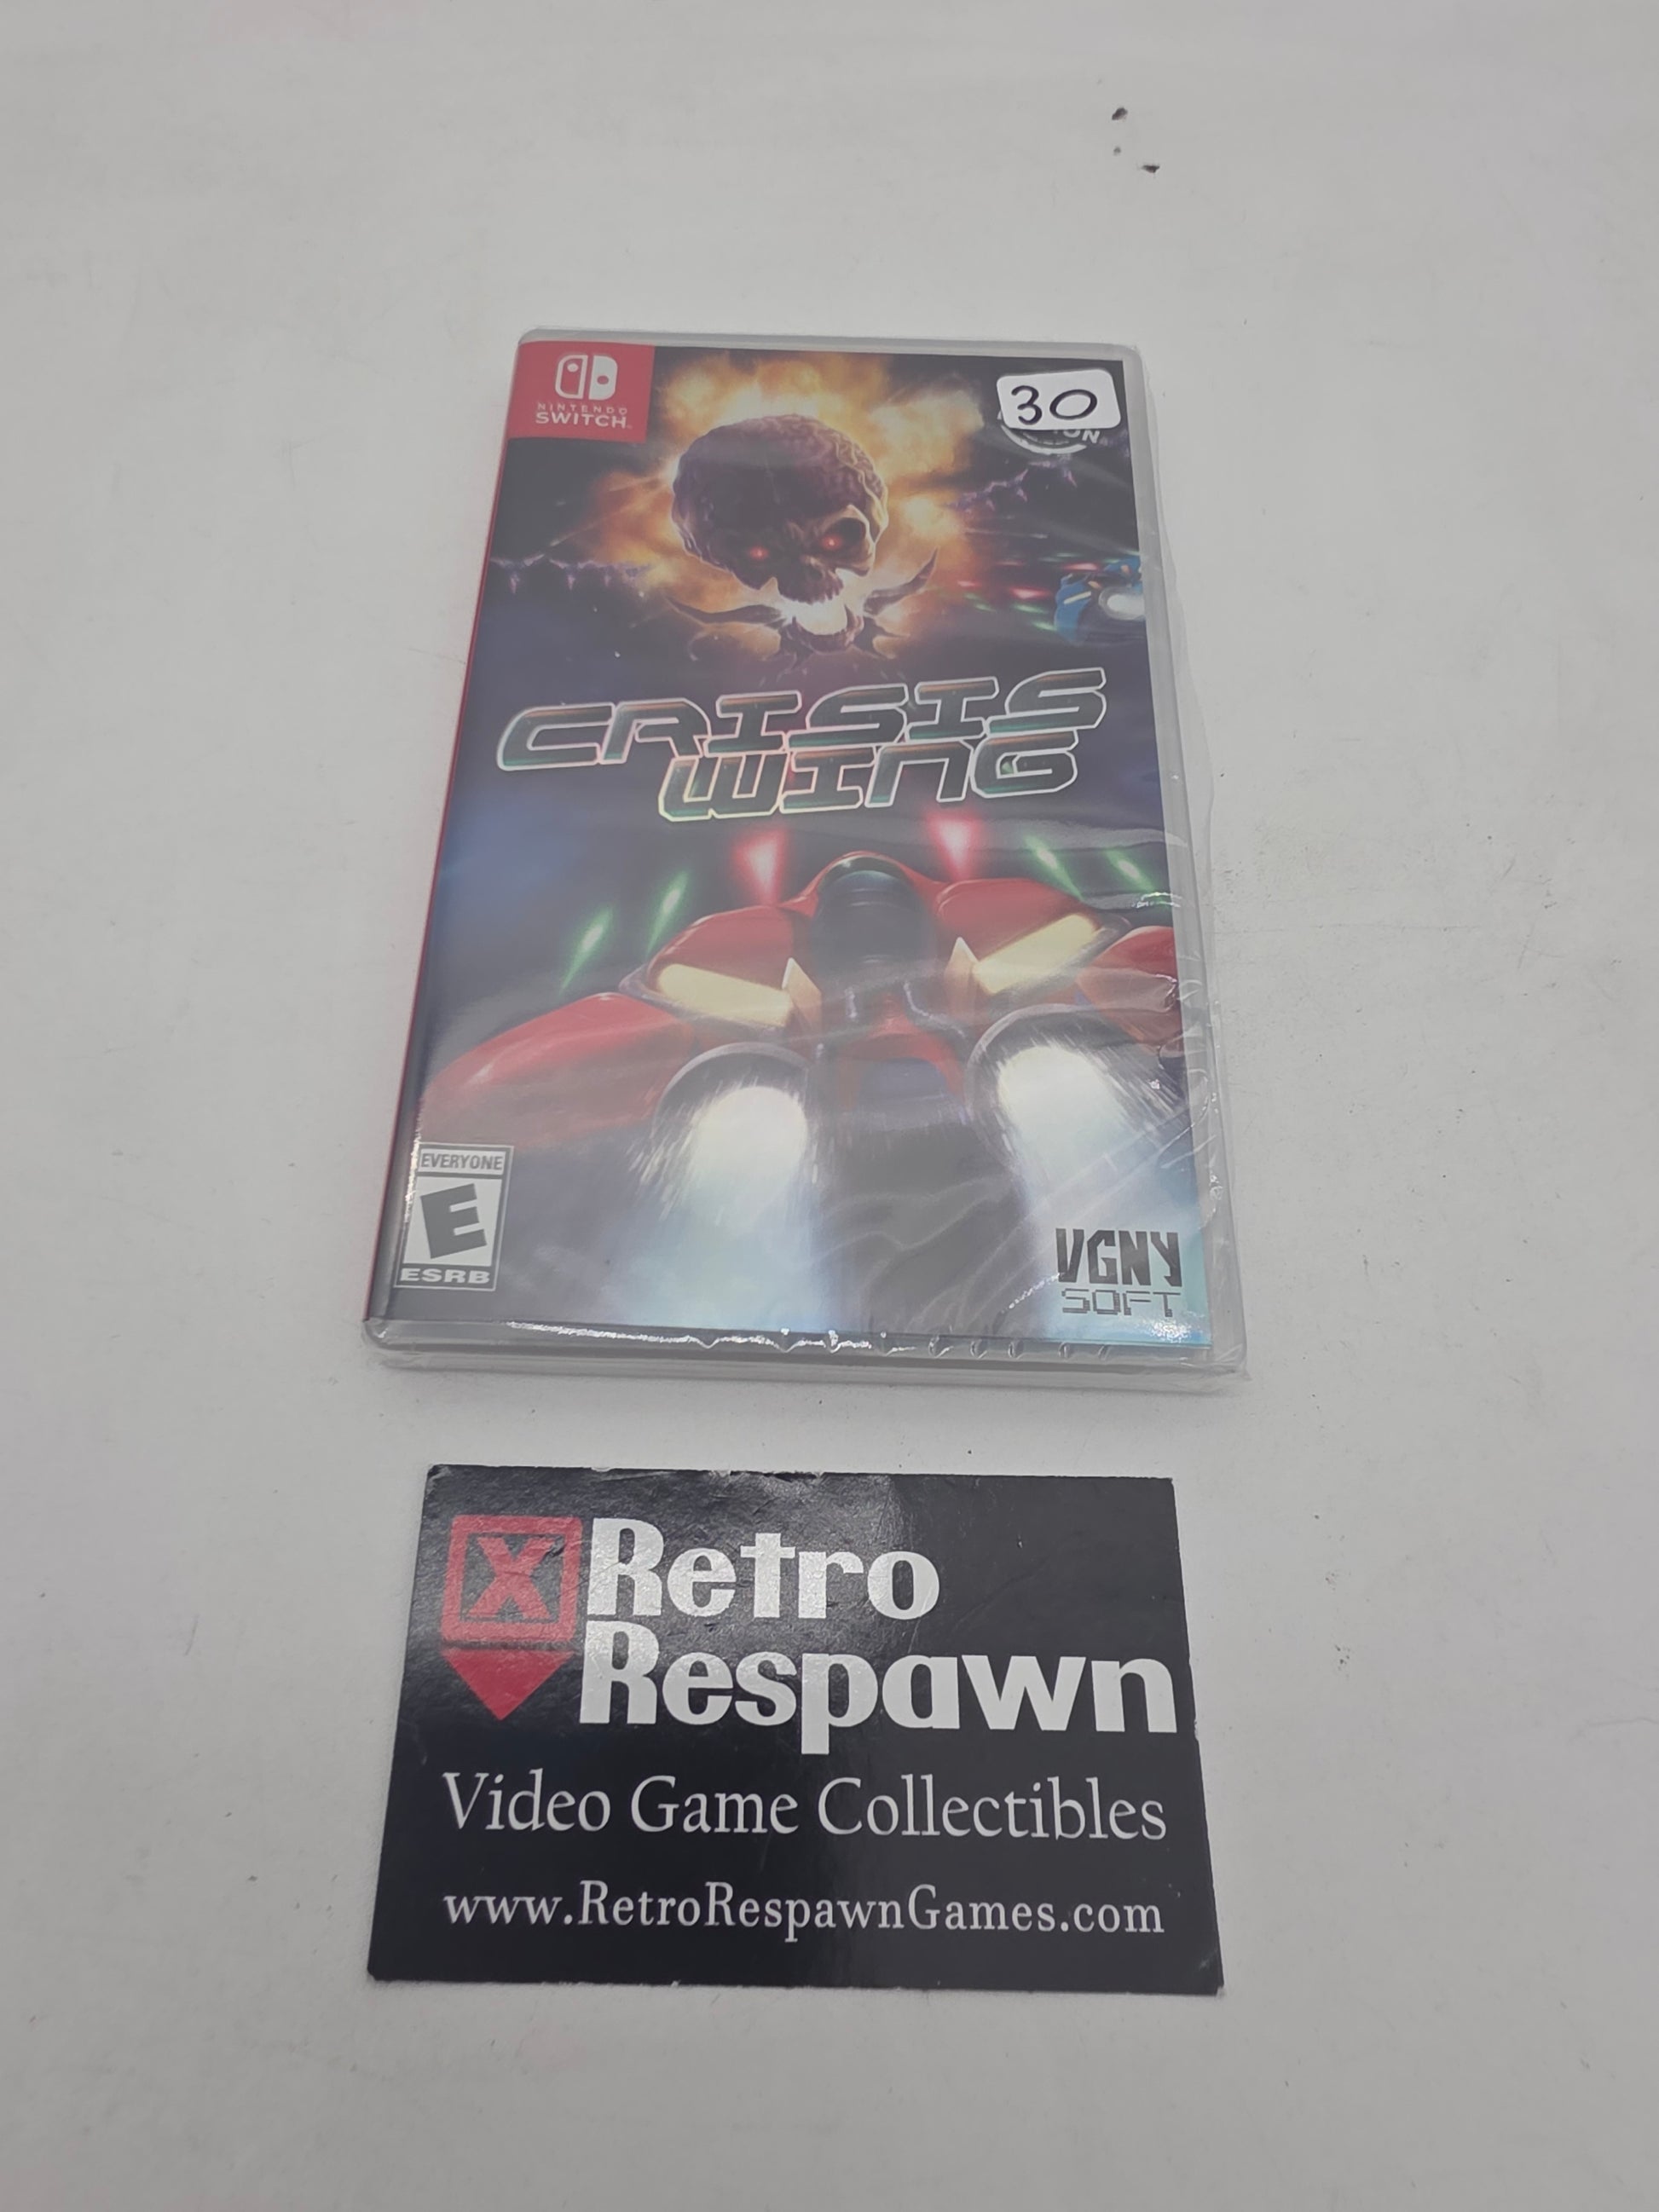 NINTENDO
SWITCH
30
CRISIS
WING
EVERYONE
E
ESRB
VGNY
SOFT
X
Retro
Respawn
Video Game Collectibles
www.RetroRespawnGames.com